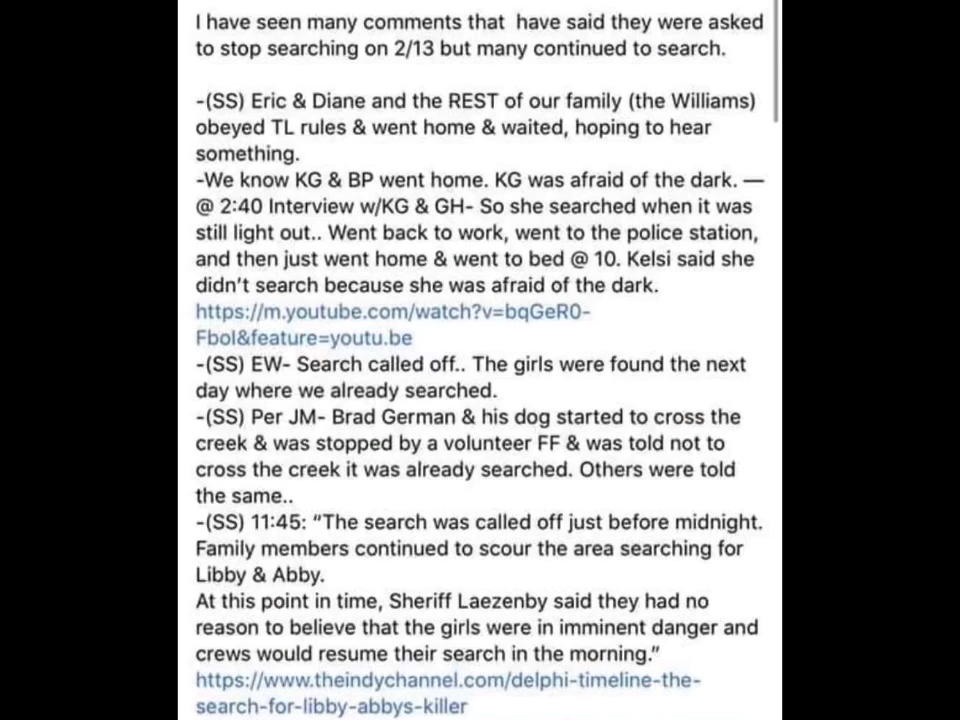 I have seen many comments that  have said they were asked
to stop searching on 2/13 but many continued to search.
-(SS) Eric & Diane and the REST of our family (the Williams)
obeyed TL rules & went home & waited, hoping to hear
something.
-We know KG & BP went home. KG was afraid of the dark. —
@ 2:40 Interview w/KG & GH- So she searched when it was
still light out.. Went back to work, went to the police station,
and then just went home & went to bed @ 10. Kelsi said she
didn't search because she was afraid of the dark.
https://m.youtube.com/watch?v=bqGeR0-
Fbol&feature=youtu.be
-(SS) EW- Search called off.. The girls were found the next
day where we already searched.
-(SS) Per JM- Brad German & his dog started to cross the
creek & was stopped by a volunteer FF & was told not to
cross the creek it was already searched. Others were told
the same..
-(SS) 11:45: “The search was called off just before midnight.
Family members continued to scour the area searching for
Libby & Abby.
At this point in time, Sheriff Laezenby said they had no
reason to believe that the girls were in imminent danger and
crews would resume their search in the morning.”
https://www.theindychannel.com/delphi-timeline-the-
search-for-libby-abbys-killer